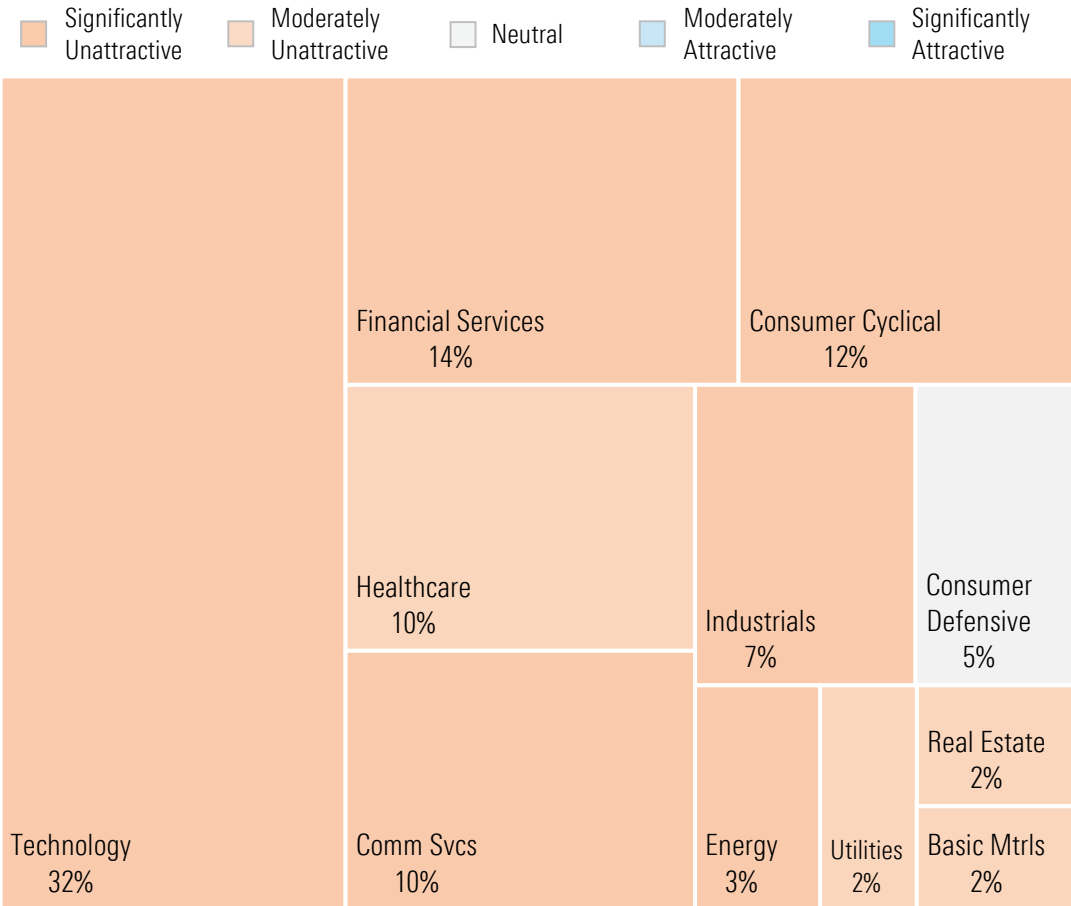 Significantly
Unattractive
Moderately
Unattractive
Neutral
Moderately
Attractive
Significantly
Attractive
Financial Services
14%
Consumer Cyclical
12%
Healthcare
10%
Industrials
7%
Consumer
Defensive
5%
Technology
32%
Comm Svcs
10%
Energy
3%
Utilities
2%
Real Estate
2%
Basic Mtrls
2%